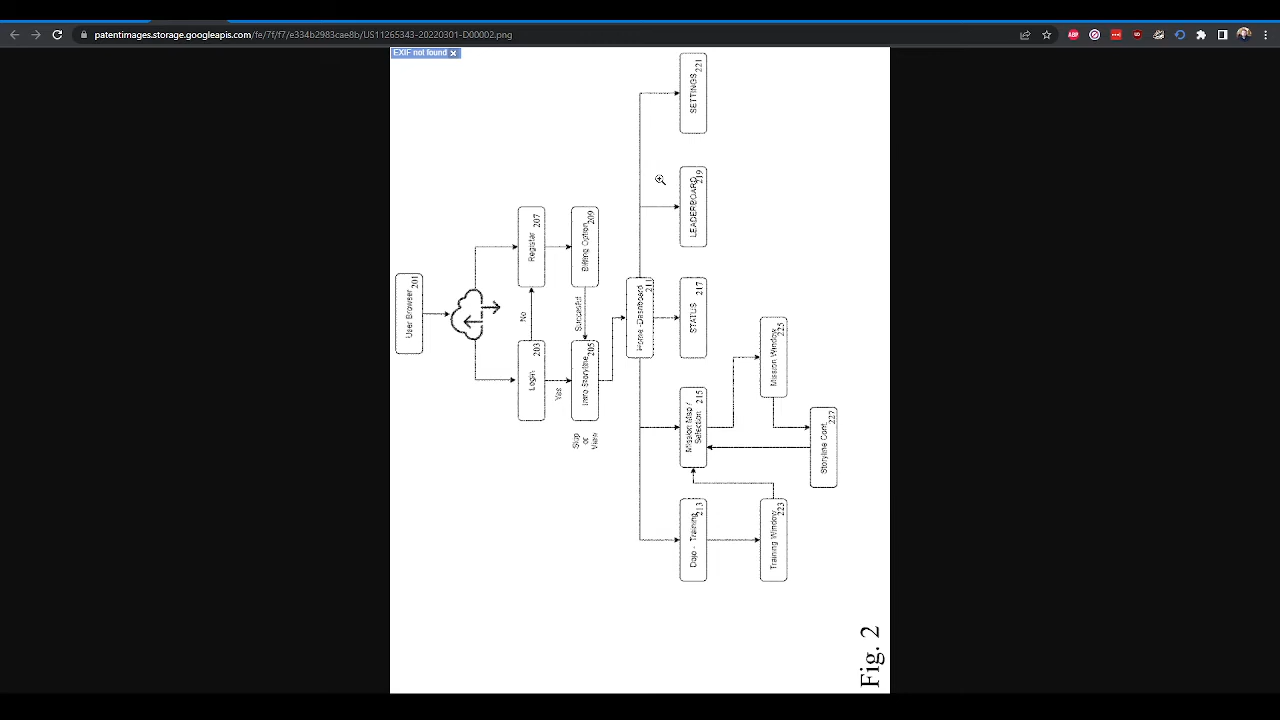 patentimages.storage.googleapis.com/fe/7f/f7/e334b2983cae8b/US11265343-20220301-D00002.png
EXIF not found
User Browser
201
Login
203
No
Register
207
Yes
Intro Storyline
205
Skip
or
View
Succesful
Billing Option
209
Home -Dashboard
211
Dojo - Training
213
Mission Map /
Selection
215
STATUS
217
LEADERBOARD
219
SETTINGS
221
Training Window
223
Mission Window
225
Storyline Cont.
227
Fig. 2